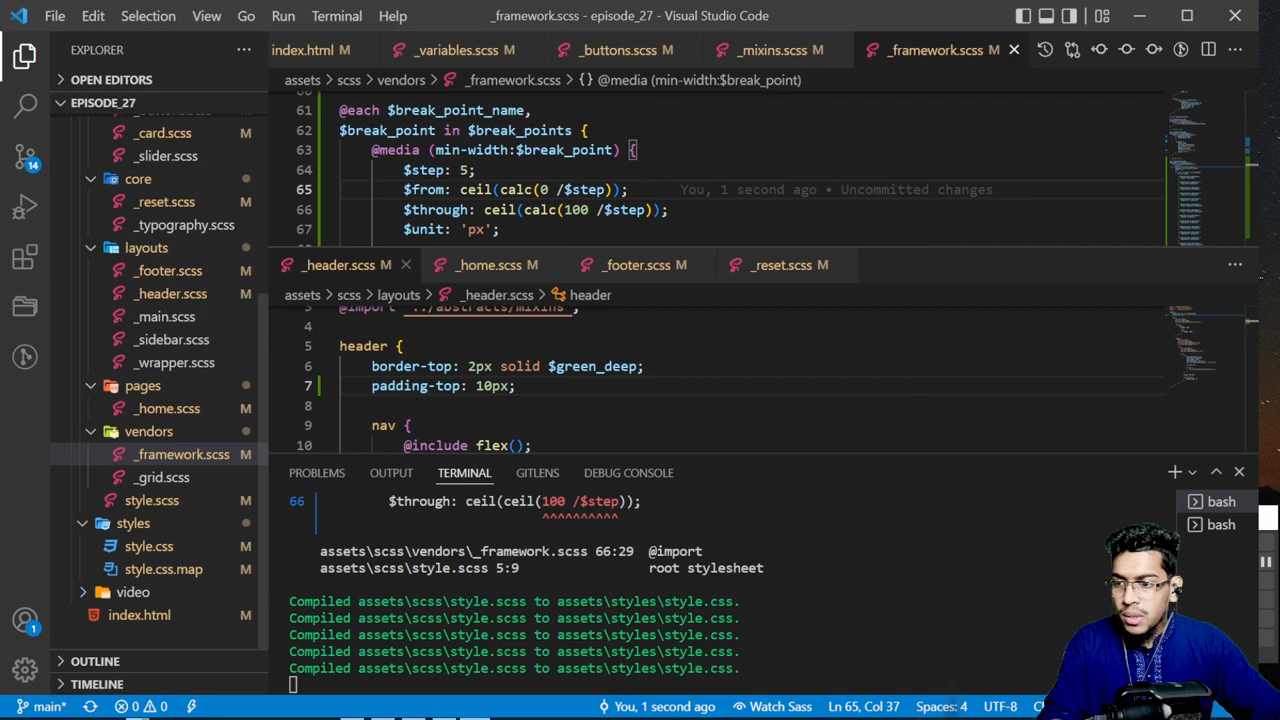 File Edit Selection View Go Run Terminal Help
_framework.scss - episode_27 - Visual Studio Code
EXPLORER
OPEN EDITORS
EPISODE_27
_card.scss M
_slider.scss
core
_reset.scss M
_typography.scss
layouts
_footer.scss M
_header.scss M
_main.scss
_sidebar.scss
_wrapper.scss
pages
_home.scss M
vendors
_framework.scss M
_grid.scss
style.scss M
styles
style.css M
style.css.map M
video
index.html M
OUTLINE
TIMELINE
14
1
index.html M _variables.scss M _buttons.scss M _mixins.scss M _framework.scss M
assets > scss > vendors > _framework.scss > {} @media (min-width:$break_point)
61 @each $break_point_name,
62 $break_point in $break_points {
63 @media (min-width:$break_point) {
64 $step: 5;
65 $from: ceil(calc(0 /$step)); You, 1 second ago • Uncommitted changes
66 $through: ceil(calc(100 /$step));
67 $unit: 'px';
_header.scss M _home.scss M _footer.scss M _reset.scss M
assets > scss > layouts > _header.scss > header
3 @import '../abstracts/mixins';
4
5 header {
6 border-top: 2px solid $green_deep;
7 padding-top: 10px;
8
9 nav {
10 @include flex();
PROBLEMS OUTPUT TERMINAL GITLENS DEBUG CONSOLE
bash
bash
66 $through: ceil(ceil(100 /$step));
^^^^^^^^^^
assets\scss\vendors\_framework.scss 66:29 @import
assets\scss\style.scss 5:9 root stylesheet
Compiled assets\scss\style.scss to assets\styles\style.css.
Compiled assets\scss\style.scss to assets\styles\style.css.
Compiled assets\scss\style.scss to assets\styles\style.css.
Compiled assets\scss\style.scss to assets\styles\style.css.
Compiled assets\scss\style.scss to assets\styles\style.css.
main* 0 0 You, 1 second ago Watch Sass Ln 65, Col 37 Spaces: 4 UTF-8